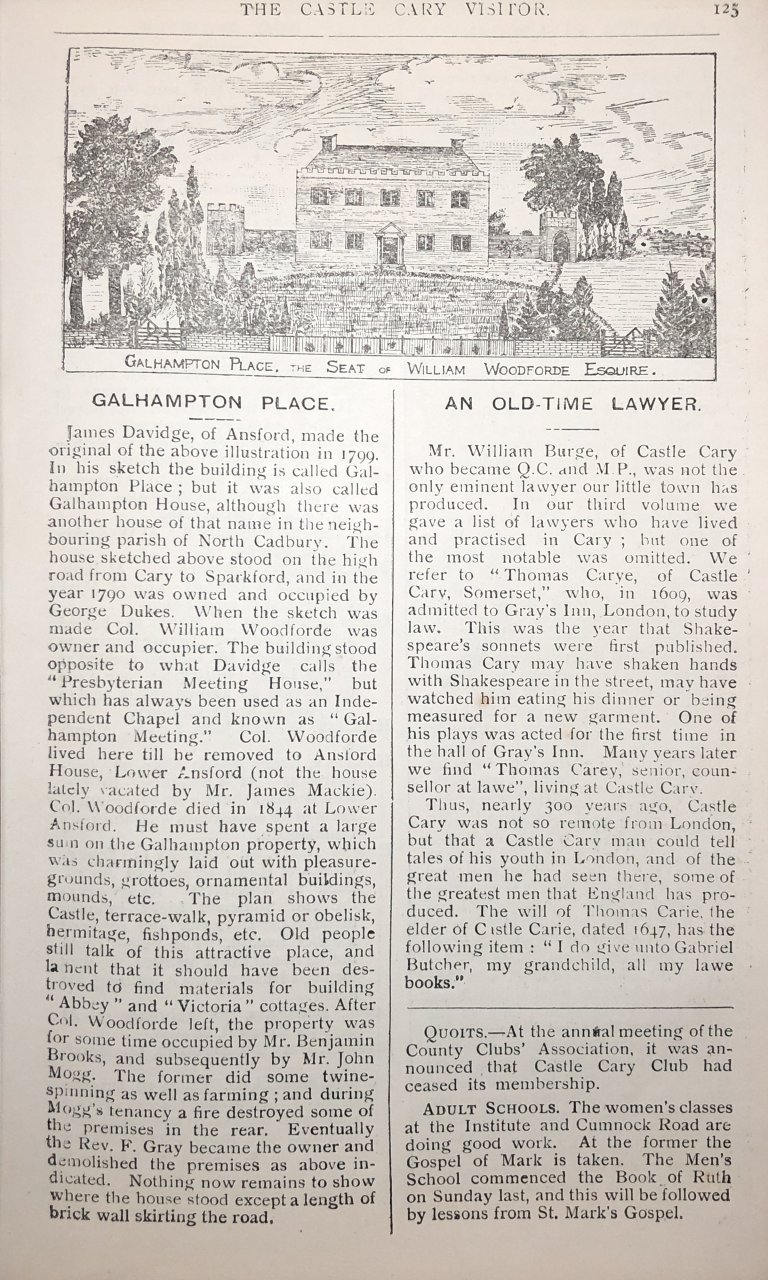 THE CASTLE CARY VISITOR.
125
GALHAMPTON PLACE, THE SEAT OF WILLIAM WOODFORDE ESQUIRE.
GALHAMPTON PLACE.
James Davidge, of Ansford, made the
original of the above illustration in 1799.
In his sketch the building is called Gal-
hampton Place ; but it was also called
Galhampton House, although there was
another house of that name in the neigh-
bouring parish of North Cadbury. The
house sketched above stood on the high
road from Cary to Sparkford, and in the
year 1790 was owned and occupied by
George Dukes. When the sketch was
made Col. William Woodforde was
owner and occupier. The building stood
opposite to what Davidge calls the
"Presbyterian Meeting House," but
which has always been used as an Inde-
pendent Chapel and known as "Gal-
hampton Meeting." Col. Woodforde
lived here till he removed to Ansford
House, Lower Ansford (not the house
lately vacated by Mr. James Mackie).
Col. Woodforde died in 1844 at Lower
Ansford. He must have spent a large
sum on the Galhampton property, which
was charmingly laid out with pleasure-
grounds, grottoes, ornamental buildings,
mounds, etc. The plan shows the
Castle, terrace-walk, pyramid or obelisk,
hermitage, fishponds, etc. Old people
still talk of this attractive place, and
lament that it should have been des-
troyed to find materials for building
"Abbey" and "Victoria" cottages. After
Col. Woodforde left, the property was
for some time occupied by Mr. Benjamin
Brooks, and subsequently by Mr. John
Mogg. The former did some twine-
spinning as well as farming ; and during
Mogg's tenancy a fire destroyed some of
the premises in the rear. Eventually
the Rev. F. Gray became the owner and
demolished the premises as above in-
dicated. Nothing now remains to show
where the house stood except a length of
brick wall skirting the road.
AN OLD-TIME LAWYER.
Mr. William Burge, of Castle Cary
who became Q.C. and M.P., was not the
only eminent lawyer our little town has
produced. In our third volume we
gave a list of lawyers who have lived
and practised in Cary ; but one of
the most notable was omitted. We
refer to "Thomas Carye, of Castle
Cary, Somerset," who, in 1609, was
admitted to Gray's Inn, London, to study
law. This was the year that Shake-
speare's sonnets were first published.
Thomas Cary may have shaken hands
with Shakespeare in the street, may have
watched him eating his dinner or being
measured for a new garment. One of
his plays was acted for the first time in
the hall of Gray's Inn. Many years later
we find "Thomas Carey, senior, coun-
sellor at lawe", living at Castle Cary.
Thus, nearly 300 years ago, Castle
Cary was not so remote from London,
but that a Castle Cary man could tell
tales of his youth in London, and of the
great men he had seen there, some of
the greatest men that England has pro-
duced. The will of Thomas Carie, the
elder of Castle Carie, dated 1647, has the
following item : "I do give unto Gabriel
Butcher, my grandchild, all my lawe
books."
QUOITS.—At the annual meeting of the
County Clubs' Association, it was an-
nounced that Castle Cary Club had
ceased its membership.
ADULT SCHOOLS. The women's classes
at the Institute and Cumnock Road are
doing good work. At the former the
Gospel of Mark is taken. The Men's
School commenced the Book of Ruth
on Sunday last, and this will be followed
by lessons from St. Mark's Gospel.